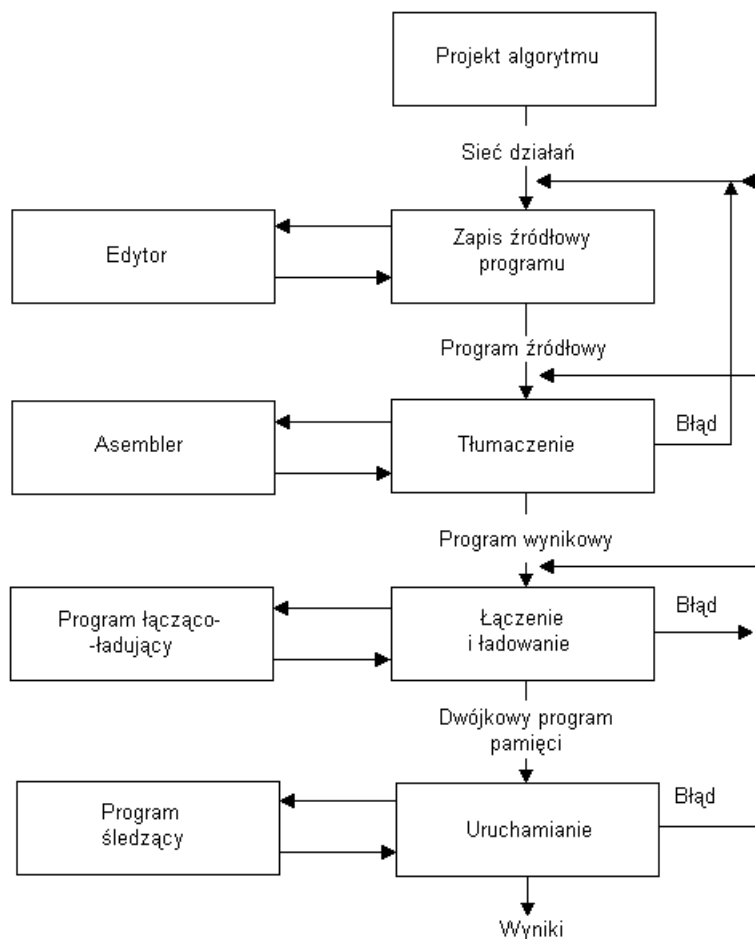 Projekt algorytmu
Sieć działań
Edytor
Zapis źródłowy
programu
Program źródłowy
Asembler
Tłumaczenie
Błąd
Program wynikowy
Program łącząco-
-ładujący
Łączenie
i ładowanie
Błąd
Dwójkowy program
pamięci
Program
śledzący
Uruchamianie
Błąd
Wyniki